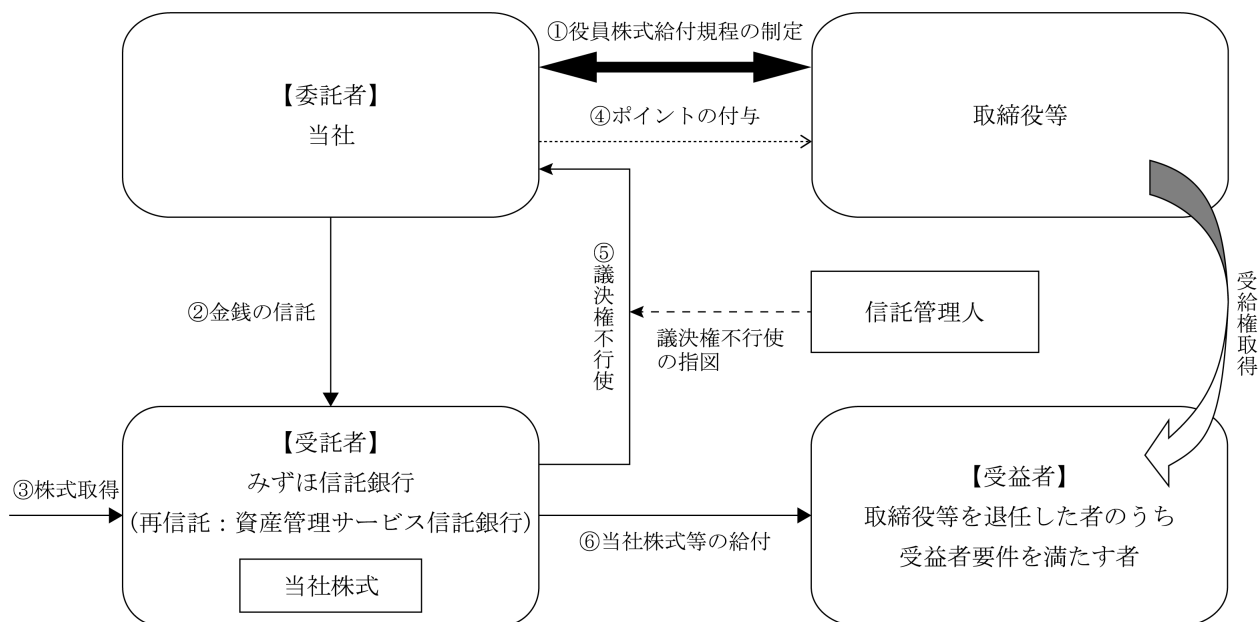 ①役員株式給付規程の制定
【委託者】
当社
④ポイントの付与
取締役等
②金銭の信託
⑤議決権不行使
議決権不行使
の指図
信託管理人
受給権取得
③株式取得
【受託者】
みずほ信託銀行
(再信託：資産管理サービス信託銀行)
当社株式
⑥当社株式等の給付
【受益者】
取締役等を退任した者のうち
受益者要件を満たす者